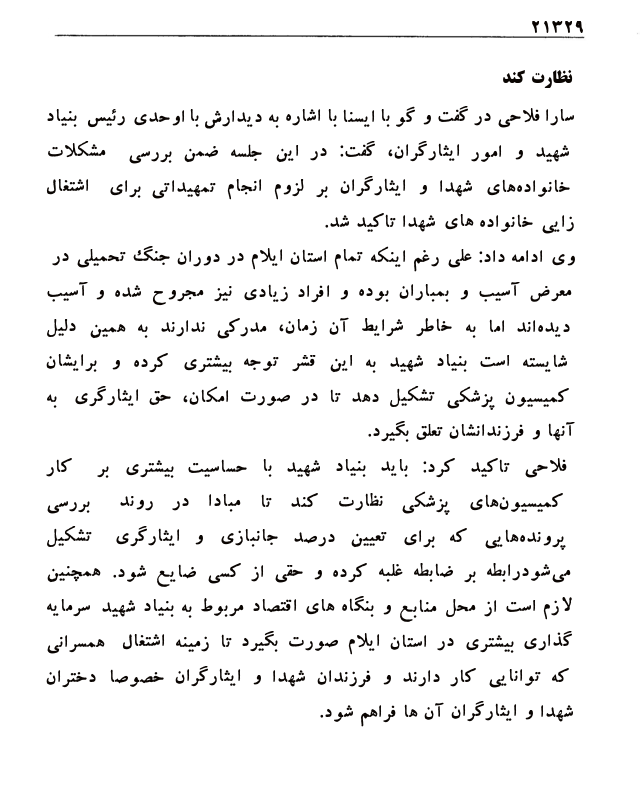 ۲۱۳۲۹
نظارت کند
سارا فلاحی در گفت و گو با ایسنا با اشاره به دیدارش با اوحدی رئیس بنیاد
شهید و امور ایثارگران، گفت: در این جلسه ضمن بررسی مشکلات
خانواده‌های شهدا و ایثارگران بر لزوم انجام تمهیداتی برای اشتغال
زایی خانواده های شهدا تاکید شد.
وی ادامه داد: علی رغم اینکه تمام استان ایلام در دوران جنگ تحمیلی در
معرض آسیب و بمباران بوده و افراد زیادی نیز مجروح شده و آسیب
دیده‌اند اما به خاطر شرایط آن زمان، مدرکی ندارند به همین دلیل
شایسته است بنیاد شهید به این قشر توجه بیشتری کرده و برایشان
کمیسیون پزشکی تشکیل دهد تا در صورت امکان، حق ایثارگری به
آنها و فرزندانشان تعلق بگیرد.
فلاحی تاکید کرد: باید بنیاد شهید با حساسیت بیشتری بر کار
کمیسیون‌های پزشکی نظارت کند تا مبادا در روند بررسی
پرونده‌هایی که برای تعیین درصد جانبازی و ایثارگری تشکیل
می‌شودرابطه بر ضابطه غلبه کرده و حقی از کسی ضایع شود. همچنین
لازم است از محل منابع و بنگاه های اقتصاد مربوط به بنیاد شهید سرمایه
گذاری بیشتری در استان ایلام صورت بگیرد تا زمینه اشتغال همسرانی
که توانایی کار دارند و فرزندان شهدا و ایثارگران خصوصا دختران
شهدا و ایثارگران آن ها فراهم شود.